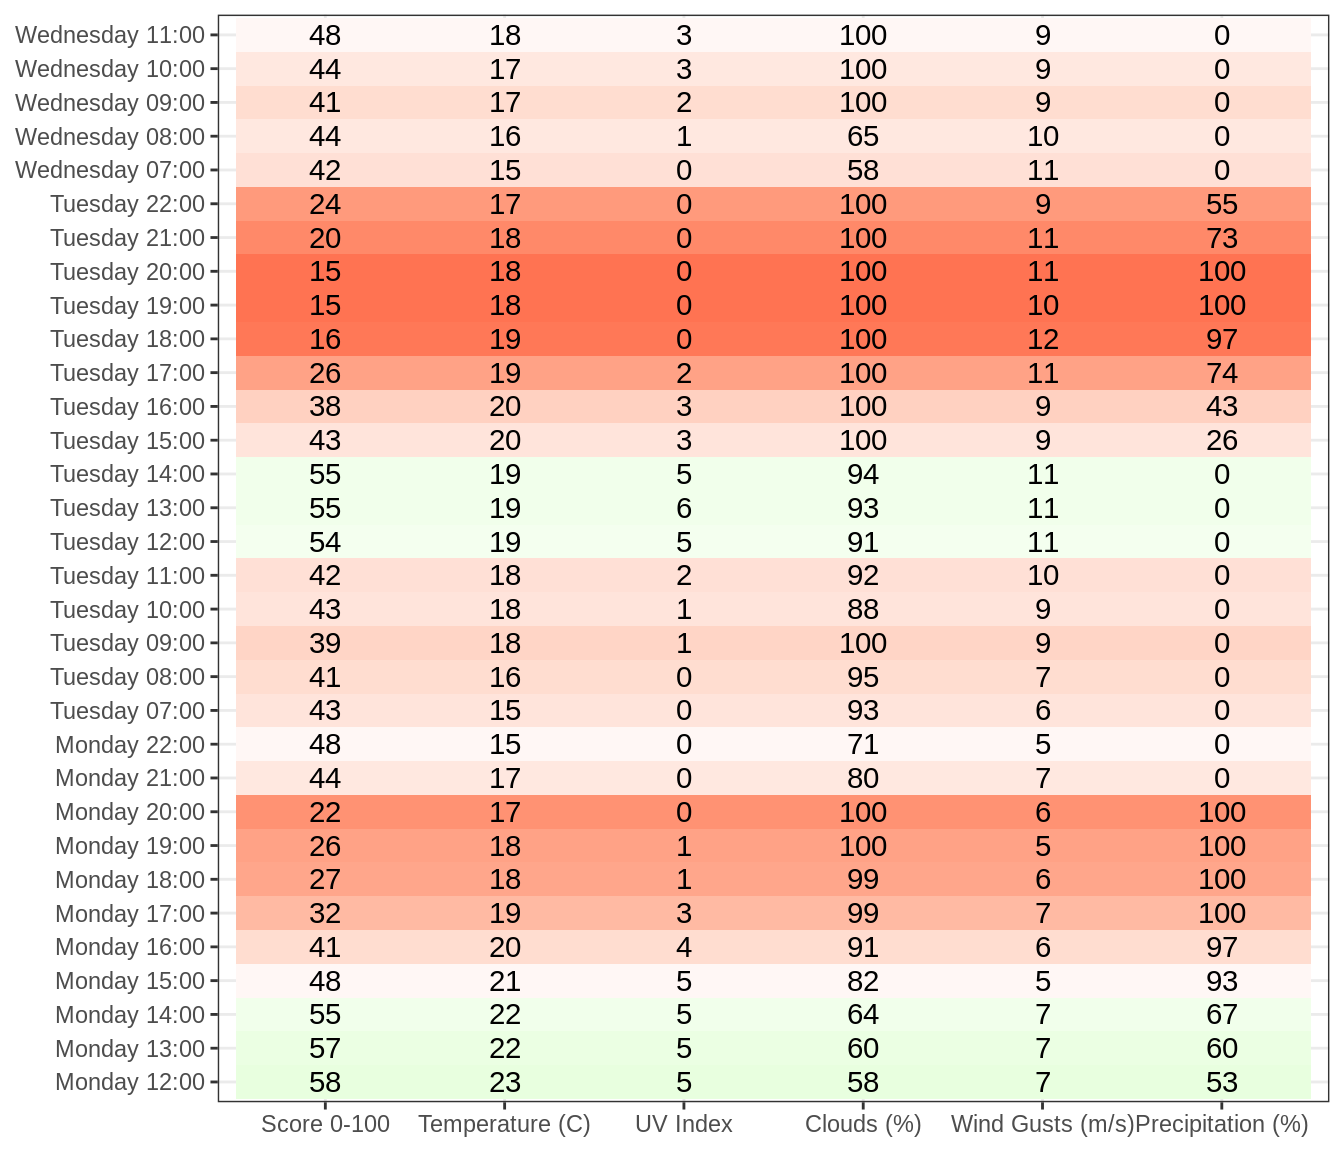 Wednesday 11:00 48 18 3 100 9 0
Wednesday 10:00 44 17 3 100 9 0
Wednesday 09:00 41 17 2 100 9 0
Wednesday 08:00 44 16 1 65 10 0
Wednesday 07:00 42 15 0 58 11 0
Tuesday 22:00 24 17 0 100 9 55
Tuesday 21:00 20 18 0 100 11 73
Tuesday 20:00 15 18 0 100 11 100
Tuesday 19:00 15 18 0 100 10 100
Tuesday 18:00 16 19 0 100 12 97
Tuesday 17:00 26 19 2 100 11 74
Tuesday 16:00 38 20 3 100 9 43
Tuesday 15:00 43 20 3 100 9 26
Tuesday 14:00 55 19 5 94 11 0
Tuesday 13:00 55 19 6 93 11 0
Tuesday 12:00 54 19 5 91 11 0
Tuesday 11:00 42 18 2 92 10 0
Tuesday 10:00 43 18 1 88 9 0
Tuesday 09:00 39 18 1 100 9 0
Tuesday 08:00 41 16 0 95 7 0
Tuesday 07:00 43 15 0 93 6 0
Monday 22:00 48 15 0 71 5 0
Monday 21:00 44 17 0 80 7 0
Monday 20:00 22 17 0 100 6 100
Monday 19:00 26 18 1 100 5 100
Monday 18:00 27 18 1 99 6 100
Monday 17:00 32 19 3 99 7 100
Monday 16:00 41 20 4 91 6 97
Monday 15:00 48 21 5 82 5 93
Monday 14:00 55 22 5 64 7 67
Monday 13:00 57 22 5 60 7 60
Monday 12:00 58 23 5 58 7 53
Score 0-100 Temperature (C) UV Index Clouds (%) Wind Gusts (m/s) Precipitation (%)